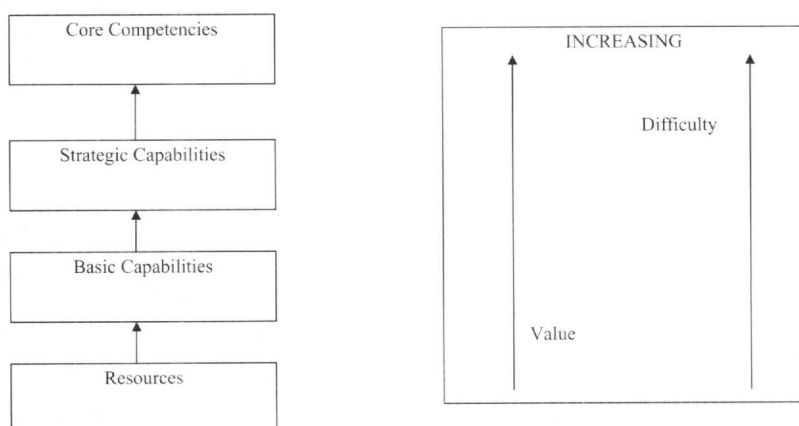 Core Competencies
Strategic Capabilities
Basic Capabilities
Resources
INCREASING
Difficulty
Value